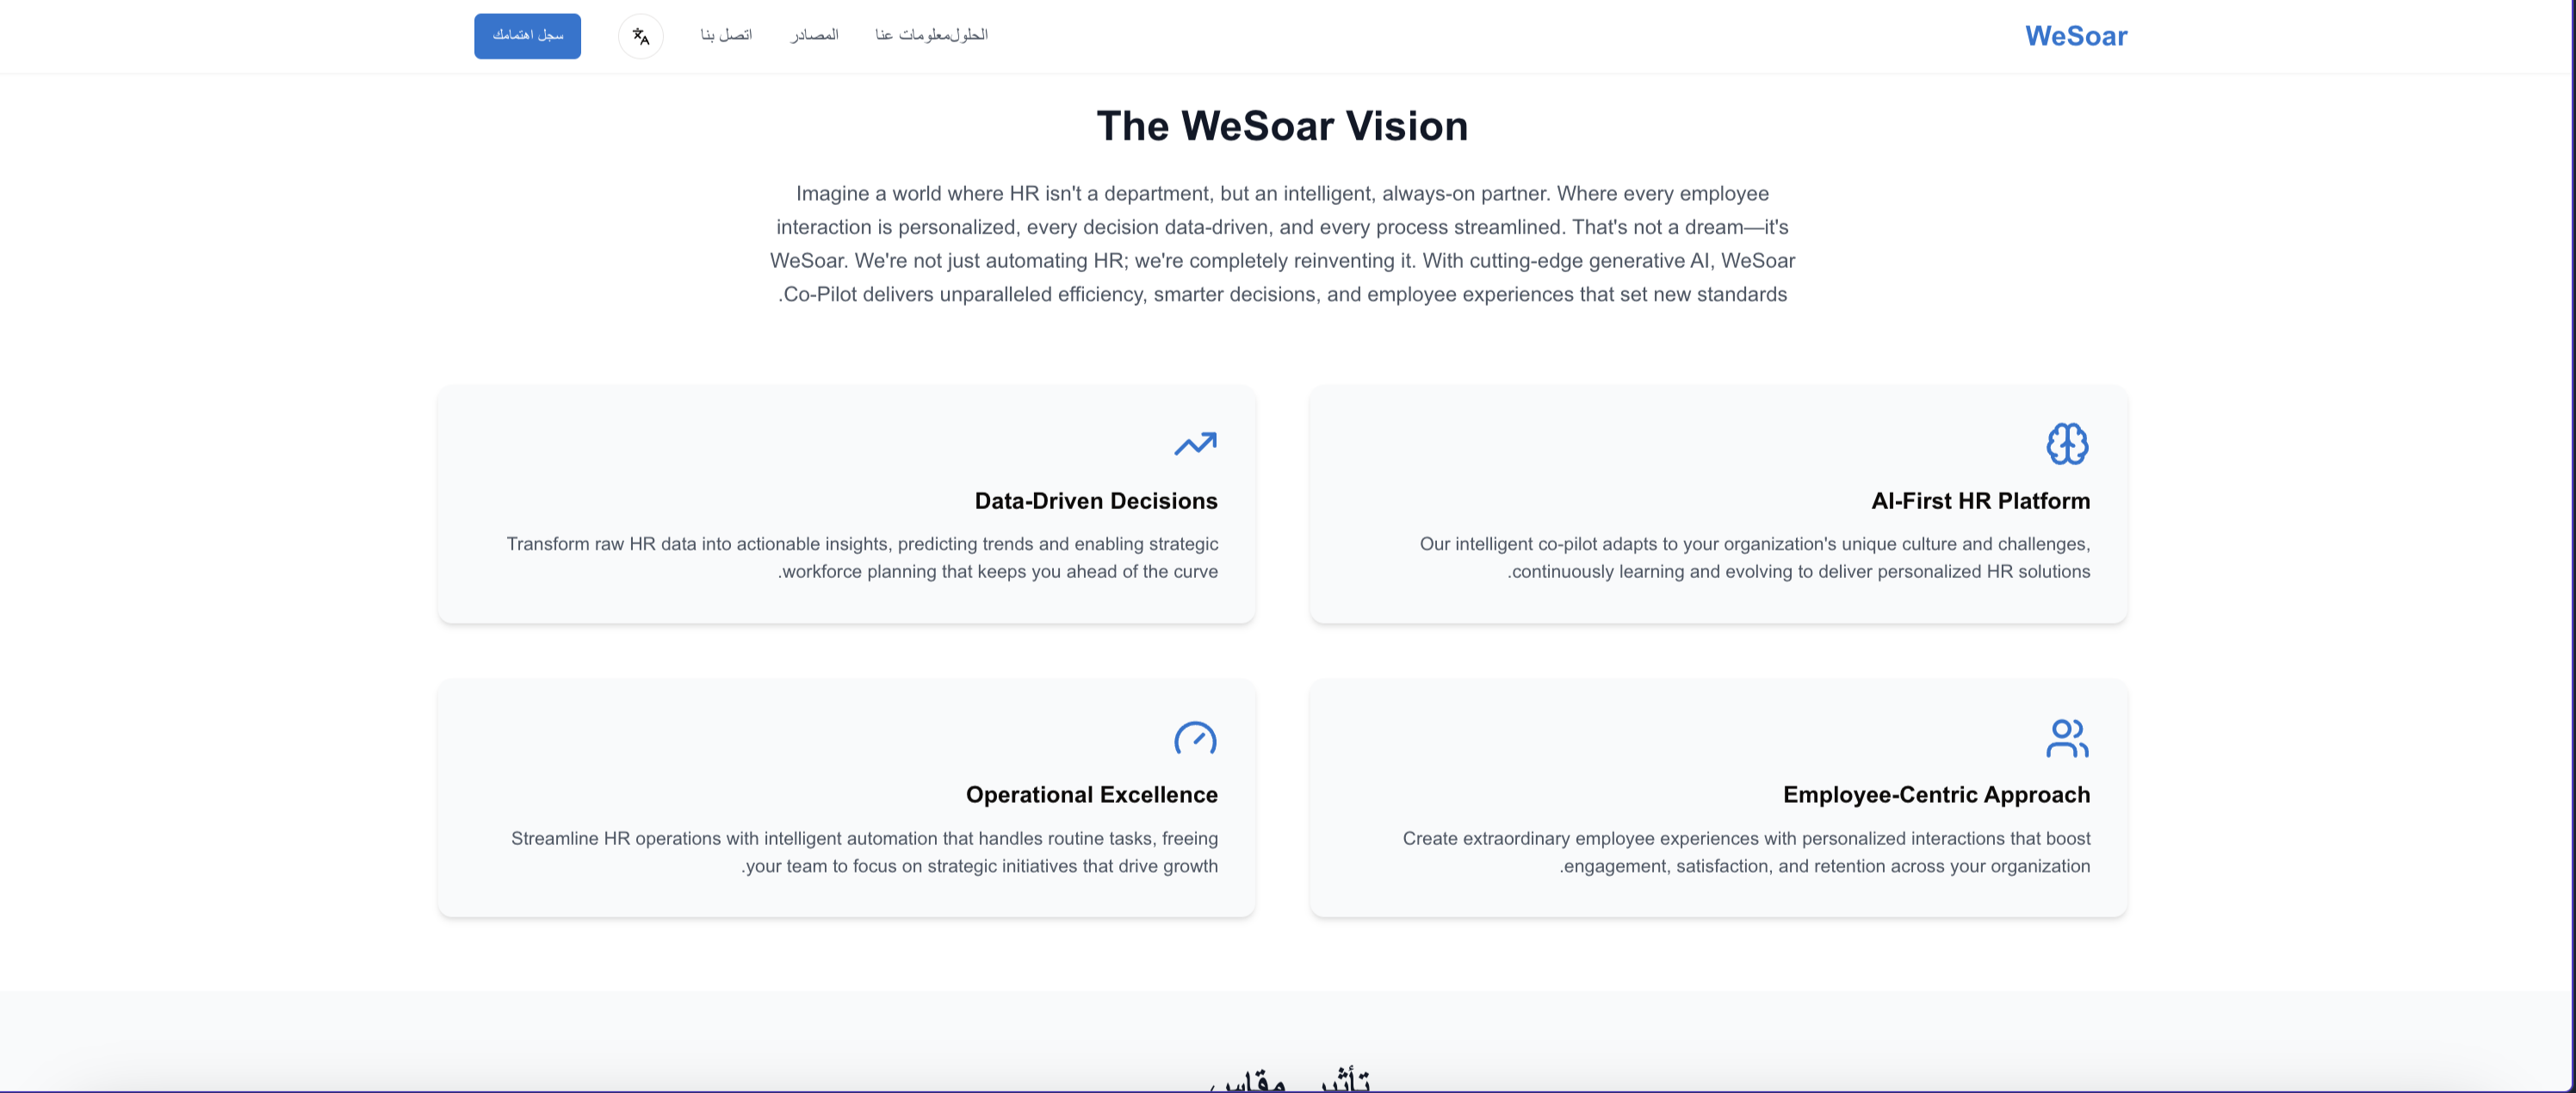 WeSoar
الحلول
معلومات عنا
المصادر
اتصل بنا
سجل اهتمامك
The WeSoar Vision
Imagine a world where HR isn't a department, but an intelligent, always-on partner. Where every employee
interaction is personalized, every decision data-driven, and every process streamlined. That's not a dream—it's
WeSoar. We're not just automating HR; we're completely reinventing it. With cutting-edge generative AI, WeSoar
.Co-Pilot delivers unparalleled efficiency, smarter decisions, and employee experiences that set new standards
AI-First HR Platform
Our intelligent co-pilot adapts to your organization's unique culture and challenges,
.continuously learning and evolving to deliver personalized HR solutions
Data-Driven Decisions
Transform raw HR data into actionable insights, predicting trends and enabling strategic
.workforce planning that keeps you ahead of the curve
Employee-Centric Approach
Create extraordinary employee experiences with personalized interactions that boost
.engagement, satisfaction, and retention across your organization
Operational Excellence
Streamline HR operations with intelligent automation that handles routine tasks, freeing
.your team to focus on strategic initiatives that drive growth
تأثير مقاس